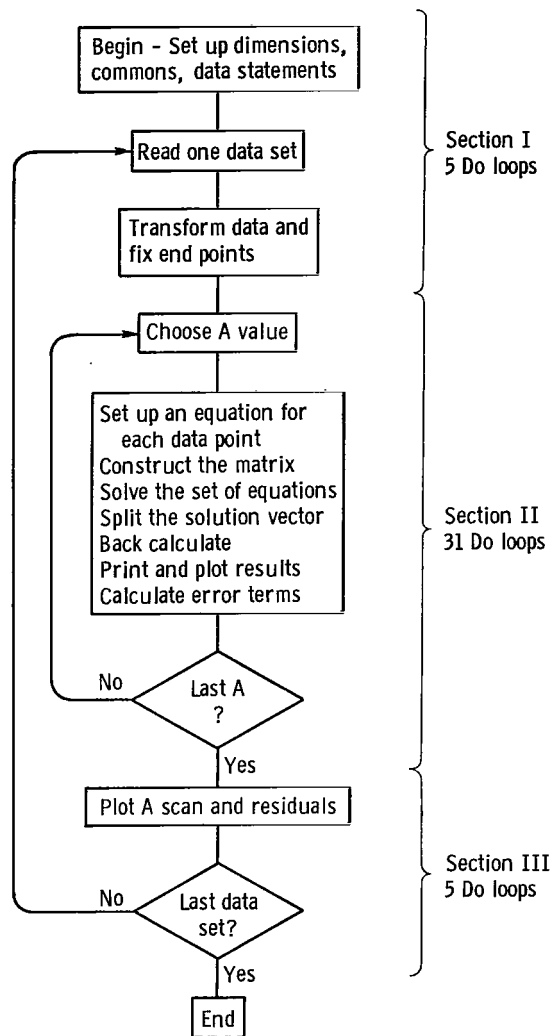 Begin - Set up dimensions,
commons, data statements
Read one data set
Section I
5 Do loops
Transform data and
fix end points
Choose A value
Set up an equation for
each data point
Construct the matrix
Solve the set of equations
Split the solution vector
Back calculate
Print and plot results
Calculate error terms
Section II
31 Do loops
No
Last A
?
Yes
Plot A scan and residuals
Section III
5 Do loops
No
Last data
set?
Yes
End